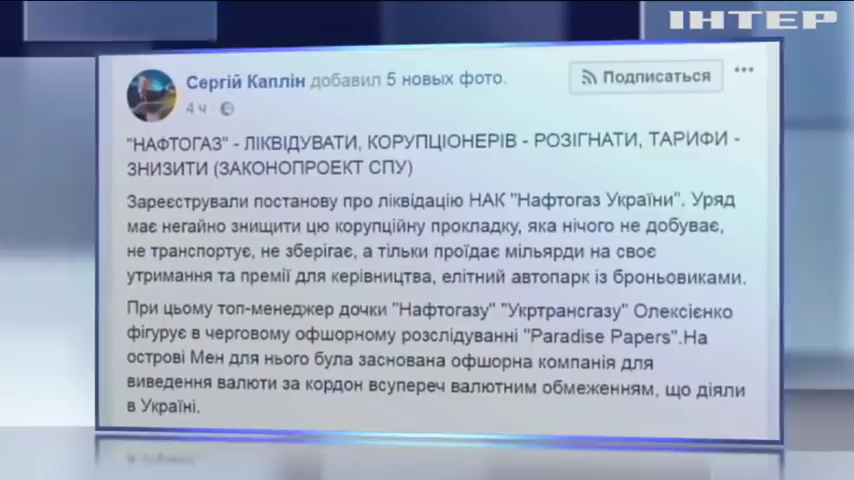 ІНТЕР
Сергій Каплін добавил 5 новых фото.
Подписаться
4 ч ·
"НАФТОГАЗ" - ЛІКВІДУВАТИ, КОРУПЦІОНЕРІВ - РОЗІГНАТИ, ТАРИФИ -
ЗНИЗИТИ (ЗАКОНОПРОЕКТ СПУ)
Зареєстрували постанову про ліквідацію НАК "Нафтогаз України". Уряд
має негайно знищити цю корупційну прокладку, яка нічого не добуває,
не транспортує, не зберігає, а тільки проїдає мільярди на своє
утримання та премії для керівництва, елітний автопарк із броньовиками.
При цьому топ-менеджер дочки "Нафтогазу" "Укртрансгазу" Олексієнко
фігурує в черговому офшорному розслідуванні "Paradise Papers".На
острові Мен для нього була заснована офшорна компанія для
виведення валюти за кордон всупереч валютним обмеженням, що діяли
в Україні.